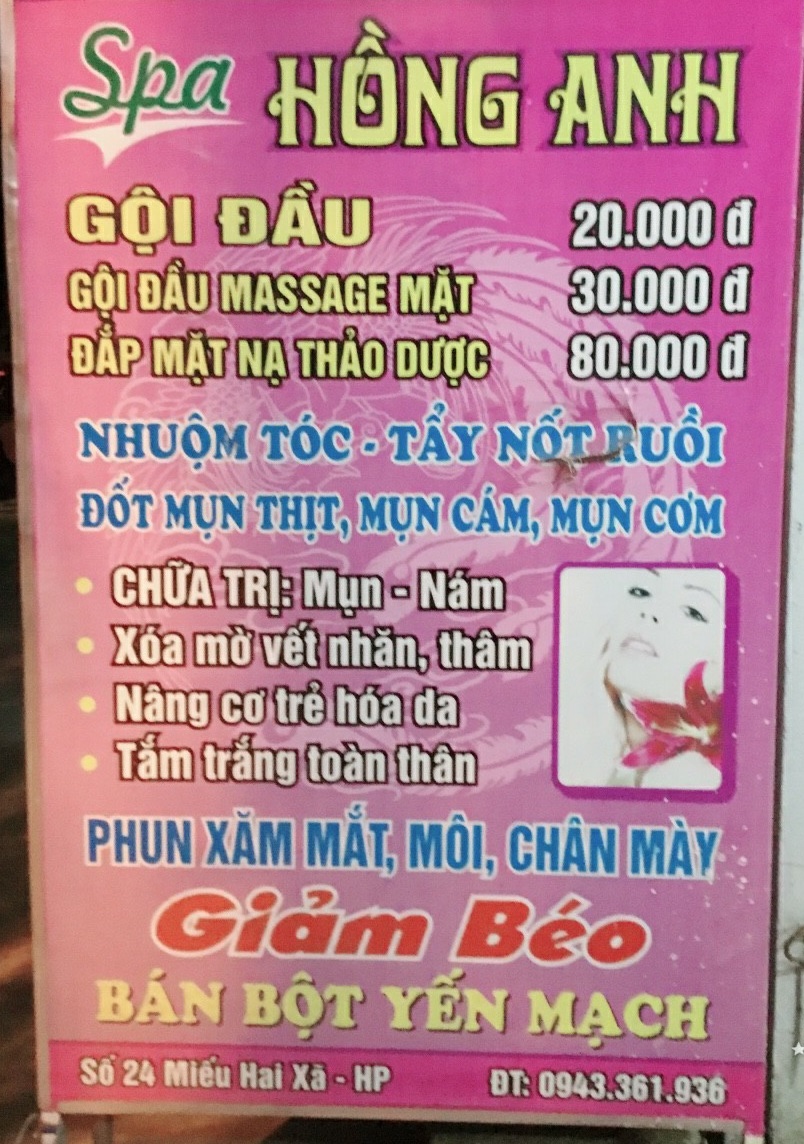 Spa HỒNG ANH
GỘI ĐẦU 20.000 đ
GỘI ĐẦU MASSAGE MẶT 30.000 đ
ĐẮP MẶT NẠ THẢO DƯỢC 80.000 đ
NHUỘM TÓC - TẨY NỐT RUỒI
ĐỐT MỤN THỊT, MỤN CÁM, MỤN CƠM
• CHỮA TRỊ: Mụn - Nám
• Xóa mờ vết nhăn, thâm
• Nâng cơ trẻ hóa da
• Tắm trắng toàn thân
PHUN XĂM MẮT, MÔI, CHÂN MÀY
Giảm Béo
BÁN BỘT YẾN MẠCH
Số 24 Miếu Hai Xã - HP ĐT: 0943.361.936